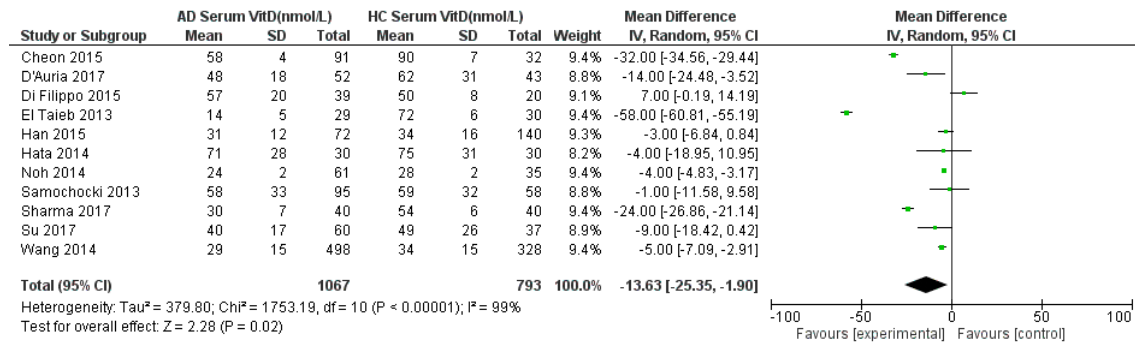 AD Serum VitD(nmol/L) HC Serum VitD(nmol/L) Mean Difference Mean Difference
Study or Subgroup Mean SD Total Mean SD Total Weight IV, Random, 95% CI IV, Random, 95% CI
Cheon 2015 58 4 91 90 7 32 9.4% -32.00 [-34.56, -29.44]
D'Auria 2017 48 18 52 62 31 43 8.8% -14.00 [-24.48, -3.52]
Di Filippo 2015 57 20 39 50 8 20 9.1% 7.00 [-0.19, 14.19]
El Taieb 2013 14 5 29 72 6 30 9.4% -58.00 [-60.81, -55.19]
Han 2015 31 12 72 34 16 140 9.3% -3.00 [-6.84, 0.84]
Hata 2014 71 28 30 75 31 30 8.2% -4.00 [-18.95, 10.95]
Noh 2014 24 2 61 28 2 35 9.4% -4.00 [-4.83, -3.17]
Samochocki 2013 58 33 95 59 32 58 8.8% -1.00 [-11.58, 9.58]
Sharma 2017 30 7 40 54 6 40 9.4% -24.00 [-26.86, -21.14]
Su 2017 40 17 60 49 26 37 8.9% -9.00 [-18.42, 0.42]
Wang 2014 29 15 498 34 15 328 9.4% -5.00 [-7.09, -2.91]
Total (95% CI) 1067 793 100.0% -13.63 [-25.35, -1.90]
Heterogeneity: Tau² = 379.80; Chi² = 1753.19, df = 10 (P < 0.00001); I² = 99%
Test for overall effect: Z = 2.28 (P = 0.02)
-100 -50 0 50 100
Favours [experimental] Favours [control]